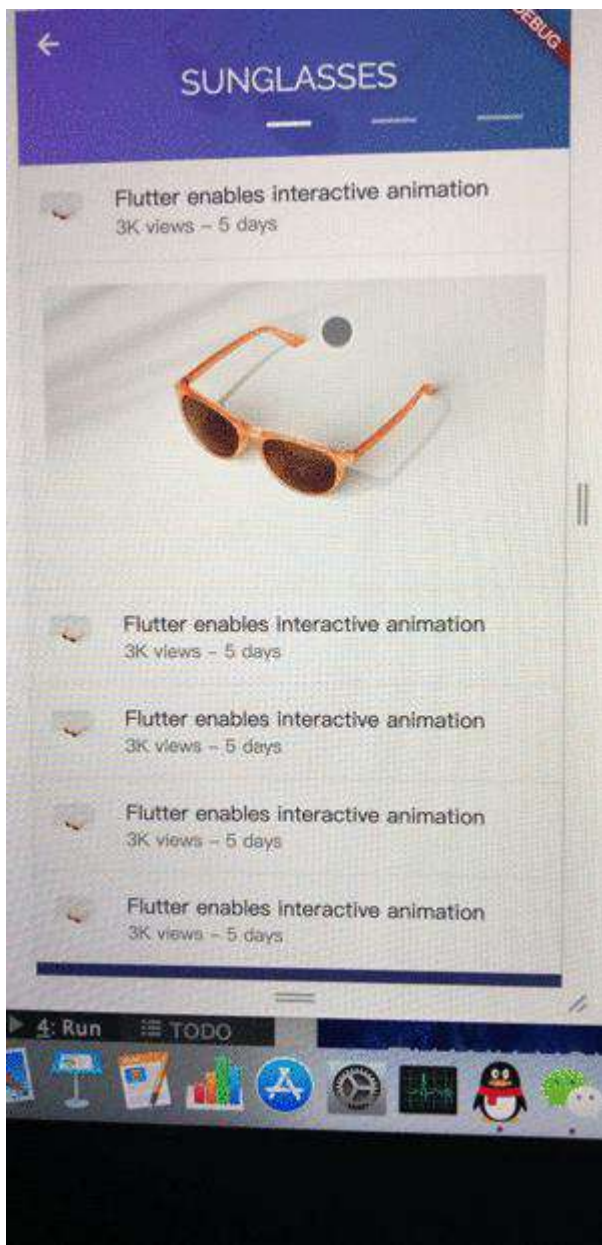 DEBUG
SUNGLASSES
Flutter enables interactive animation
3K views – 5 days
Flutter enables interactive animation
3K views – 5 days
Flutter enables interactive animation
3K views – 5 days
Flutter enables interactive animation
3K views – 5 days
Flutter enables interactive animation
3K views – 5 days
4: Run TODO